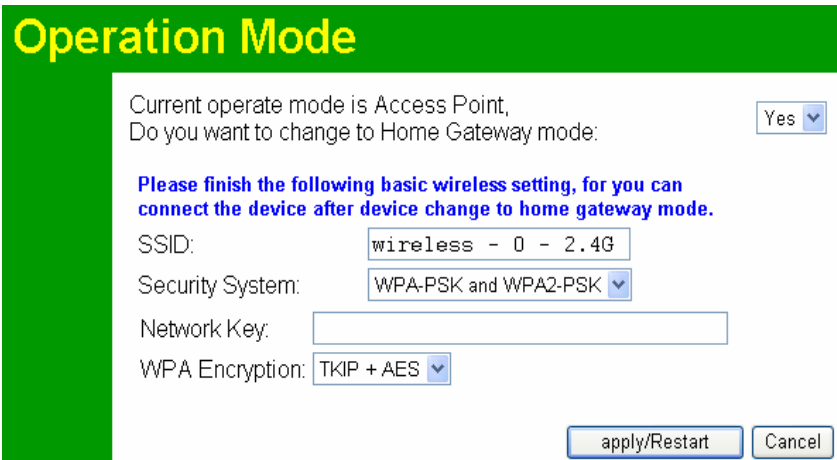 Operation Mode
Current operate mode is Access Point,
Do you want to change to Home Gateway mode:
Yes
Please finish the following basic wireless setting, for you can
connect the device after device change to home gateway mode.
SSID: wireless - 0 - 2.4G
Security System: WPA-PSK and WPA2-PSK
Network Key:
WPA Encryption: TKIP + AES
apply/Restart Cancel